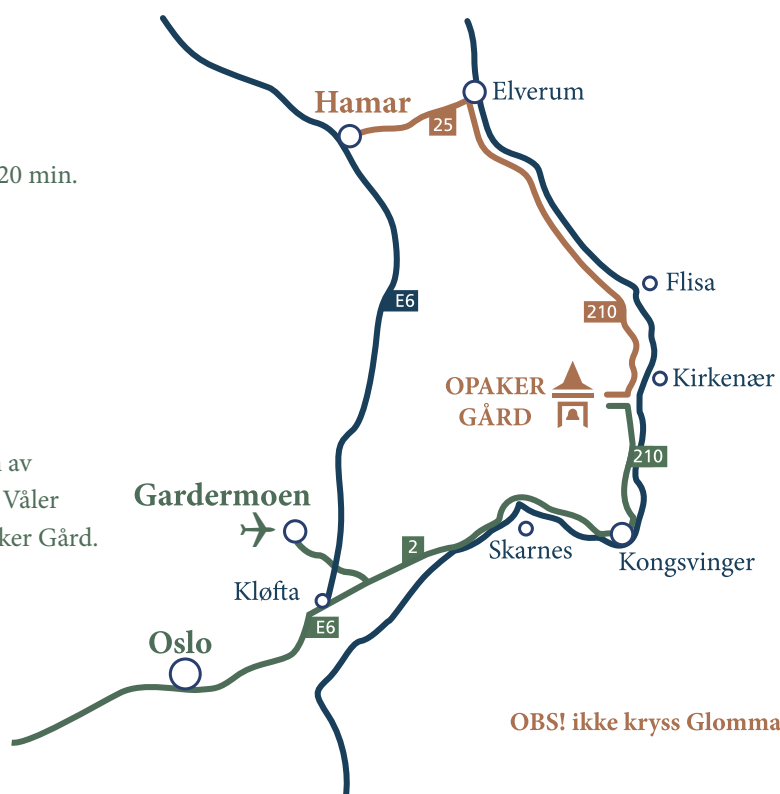 Elverum
Hamar
25
20 min.
Flisa
E6
210
Kirkenær
OPAKER
GÅRD
210
av
Våler
ker Gård.
Gardermoen
2
Skarnes
Kongsvinger
Kløfta
E6
Oslo
OBS! ikke kryss Glomma